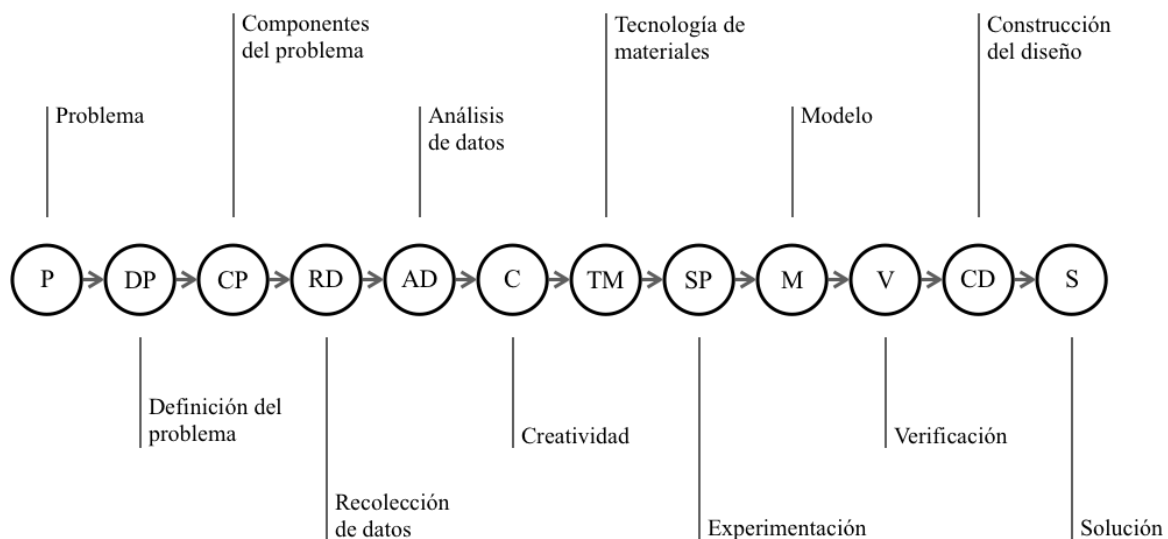 Componentes
del problema
Tecnología de
materiales
Construcción
del diseño
Problema
Análisis
de datos
Modelo
P
DP
CP
RD
AD
C
TM
SP
M
V
CD
S
Definición del
problema
Creatividad
Verificación
Recolección
de datos
Experimentación
Solución